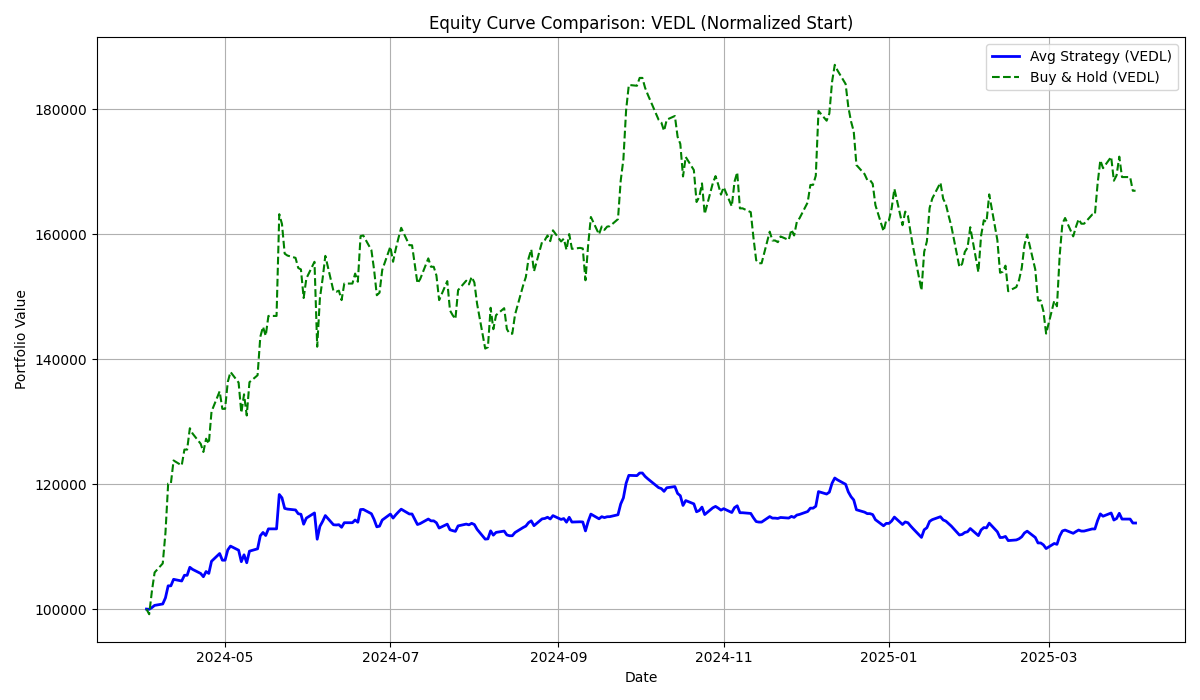 Equity Curve Comparison: VEDL (Normalized Start)
Avg Strategy (VEDL)
Buy & Hold (VEDL)
Portfolio Value
180000
160000
140000
120000
100000
2024-05
2024-07
2024-09
2024-11
2025-01
2025-03
Date